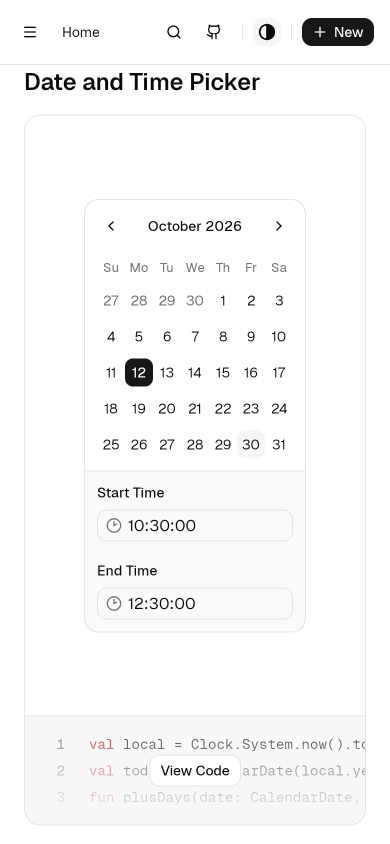 Home
New
Date and Time Picker
October 2026
Su Mo Tu We Th Fr Sa
27 28 29 30 1 2 3
4 5 6 7 8 9 10
11 12 13 14 15 16 17
18 19 20 21 22 23 24
25 26 27 28 29 30 31
Start Time
10:30:00
End Time
12:30:00
1 val local = Clock.System.now().to
2 val tod View Code arDate(local.ye
3 fun plusDays(date: CalendarDate,